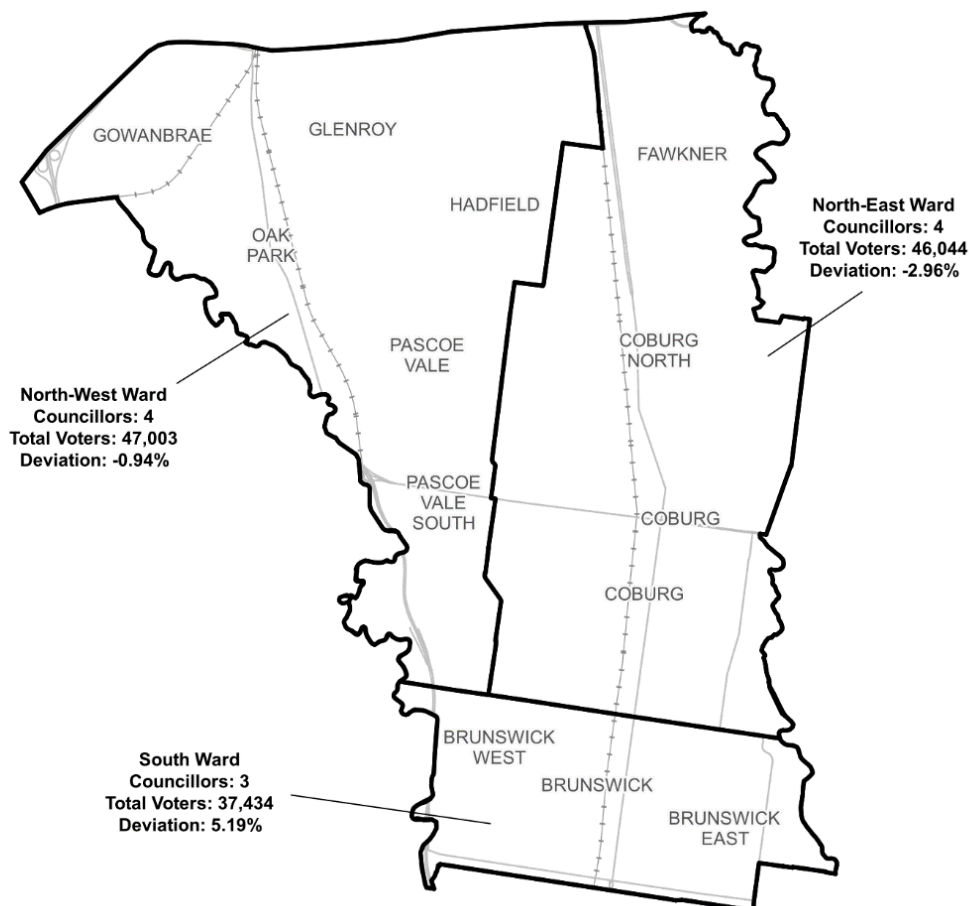 GOWANBRAE
GLENROY
FAWKNER
HADFIELD
OAK
PARK
North-East Ward
Councillors: 4
Total Voters: 46,044
Deviation: -2.96%
PASCOE
VALE
COBURG
NORTH
North-West Ward
Councillors: 4
Total Voters: 47,003
Deviation: -0.94%
PASCOE
VALE
SOUTH
COBURG
COBURG
BRUNSWICK
WEST
South Ward
Councillors: 3
Total Voters: 37,434
Deviation: 5.19%
BRUNSWICK
BRUNSWICK
EAST